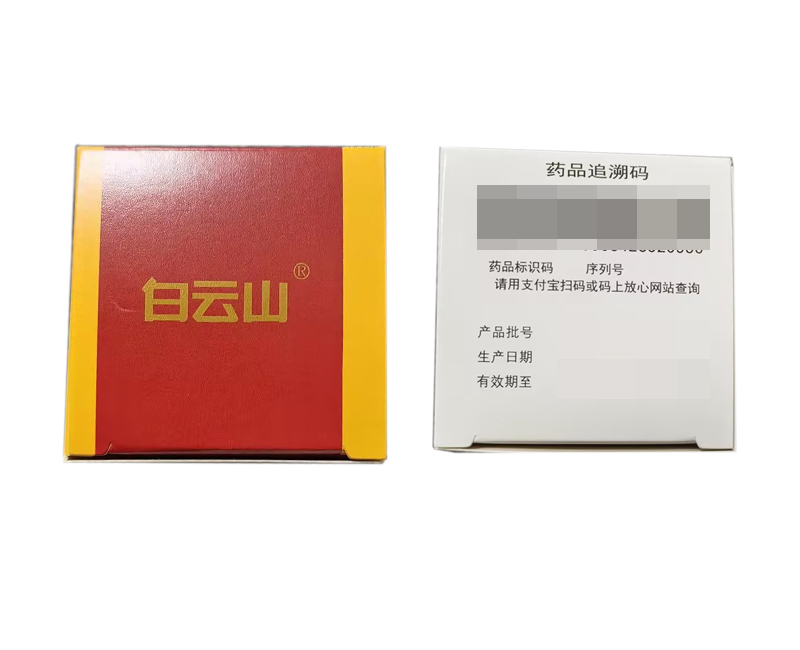 白云山®
药品追溯码
药品标识码 序列号
请用支付宝扫码或码上放心网站查询
产品批号
生产日期
有效期至